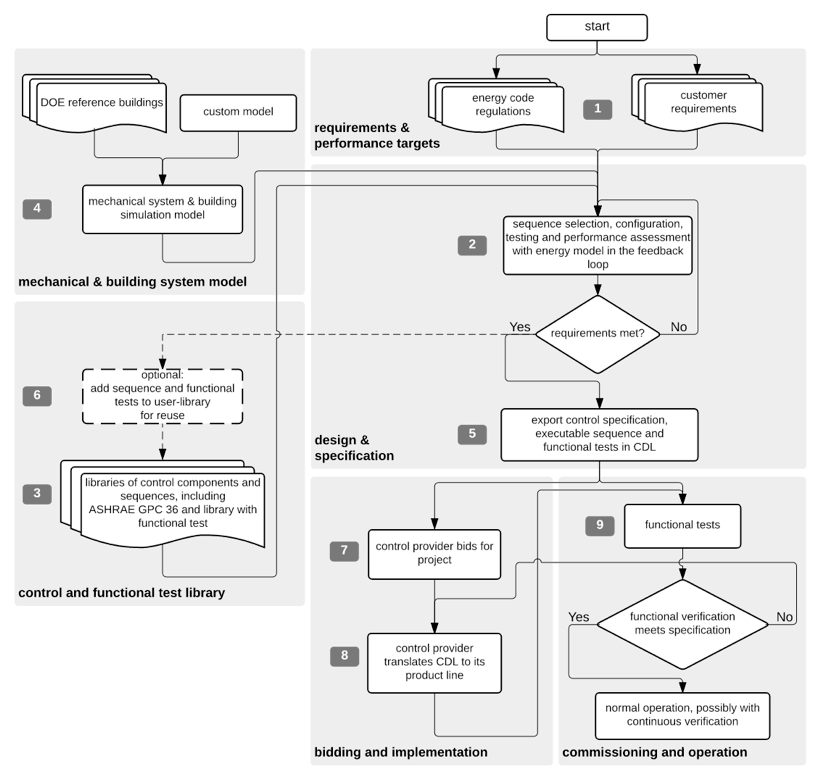 start
DOE reference buildings
custom model
energy code
regulations
1
customer
requirements
requirements &
performance targets
4
mechanical system & building
simulation model
mechanical & building system model
2
sequence selection, configuration,
testing and performance assessment
with energy model in the feedback
loop
Yes
requirements met?
No
6
optional:
add sequence and functional
tests to user-library
for reuse
5
export control specification,
executable sequence and
functional tests in CDL
design &
specification
3
libraries of control components and
sequences, including
ASHRAE GPC 36 and library with
functional test
control and functional test library
7
control provider bids for
project
9
functional tests
8
control provider
translates CDL to its
product line
Yes
functional verification
meets specification
No
normal operation, possibly with
continuous verification
bidding and implementation
commissioning and operation